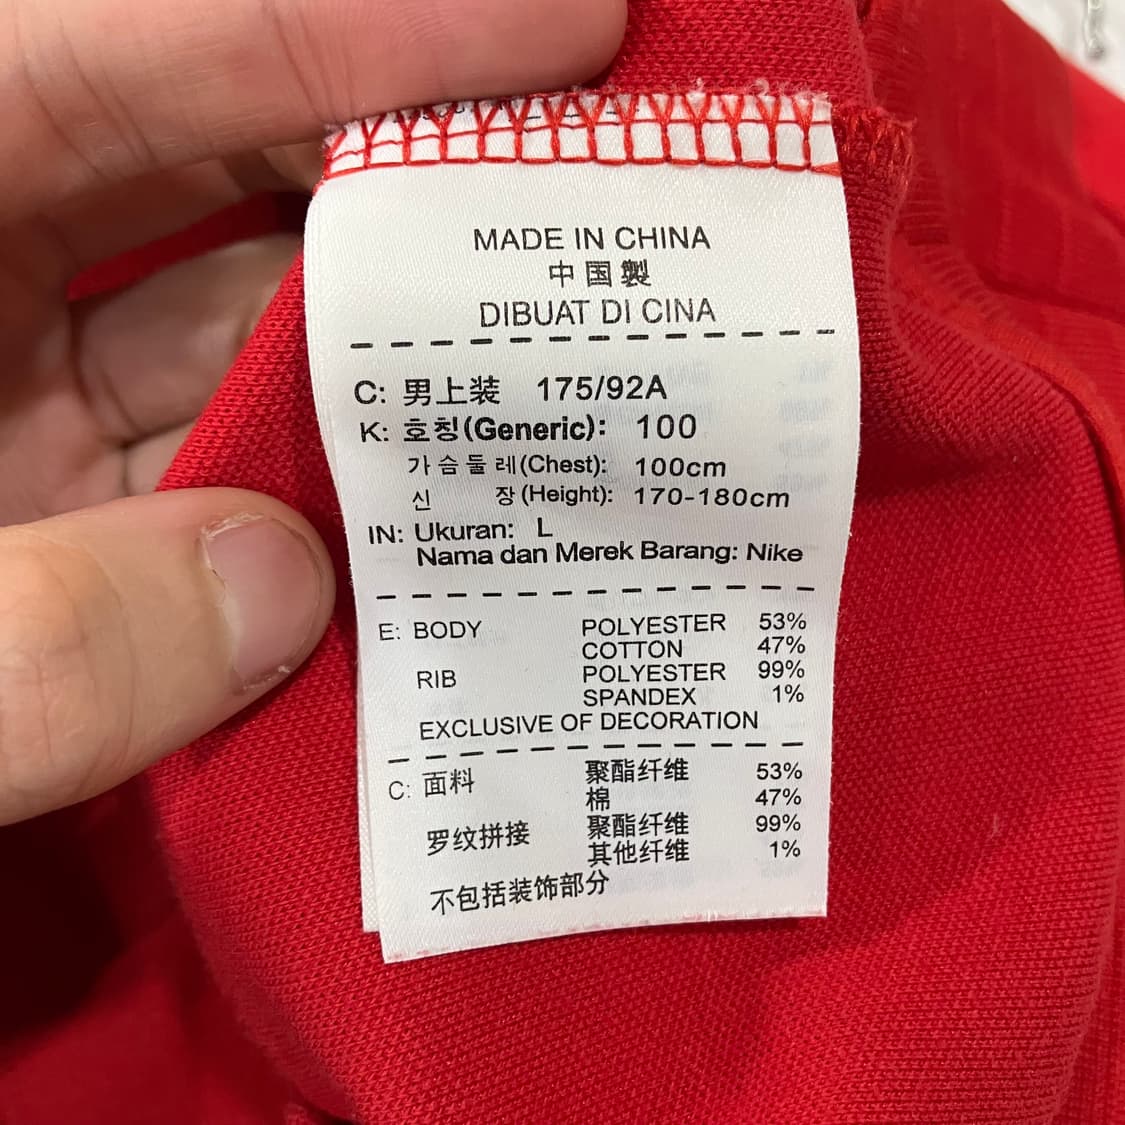 MADE IN CHINA
中国製
DIBUAT DI CINA
C: 男上装 175/92A
K: 호칭(Generic): 100
가슴둘레(Chest): 100cm
신 장(Height): 170-180cm
IN: Ukuran: L
Nama dan Merek Barang: Nike
E: BODY POLYESTER 53%
COTTON 47%
RIB POLYESTER 99%
SPANDEX 1%
EXCLUSIVE OF DECORATION
C: 面料 聚酯纤维 53%
棉 47%
罗纹拼接 聚酯纤维 99%
其他纤维 1%
不包括装饰部分